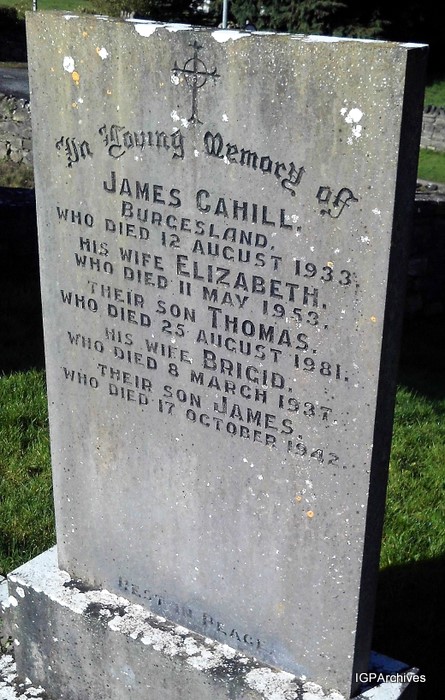 In Loving Memory of
JAMES CAHILL,
BURGESLAND.
WHO DIED 12 AUGUST 1933.
HIS WIFE ELIZABETH.
WHO DIED 11 MAY 1953.
THEIR SON THOMAS.
WHO DIED 25 AUGUST 1981.
HIS WIFE BRIGID.
WHO DIED 8 MARCH 1937.
THEIR SON JAMES.
WHO DIED 17 OCTOBER 1942.
REST IN PEACE
IGPArchives